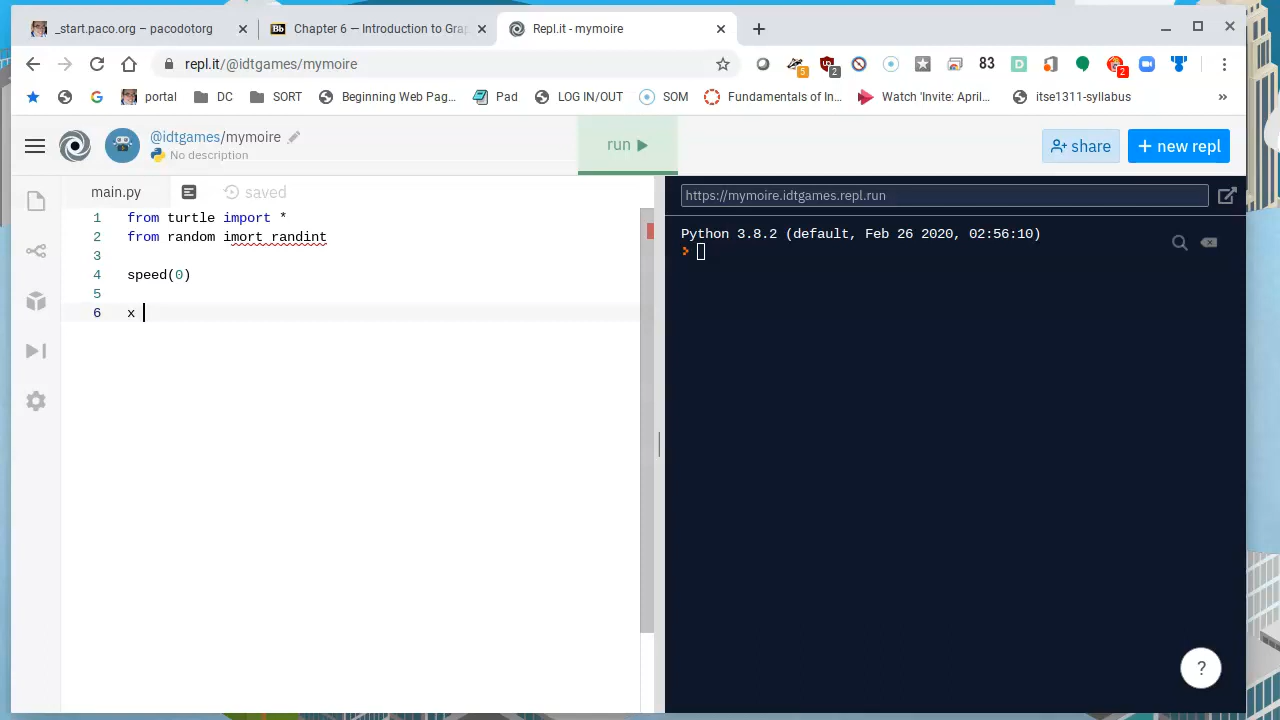 _start.paco.org – pacodotorg
Bb Chapter 6 — Introduction to Gra
Repl.it - mymoire
repl.it/@idtgames/mymoire
5
2
83
D
2
G
portal
DC
SORT
Beginning Web Pag...
Pad
LOG IN/OUT
SOM
Fundamentals of In...
Watch 'Invite: April...
itse1311-syllabus
»
@idtgames/mymoire
No description
run
share
+ new repl
main.py
saved
https://mymoire.idtgames.repl.run
1 from turtle import *
2 from random imort randint
3
4 speed(0)
5
6 x
Python 3.8.2 (default, Feb 26 2020, 02:56:10)
?